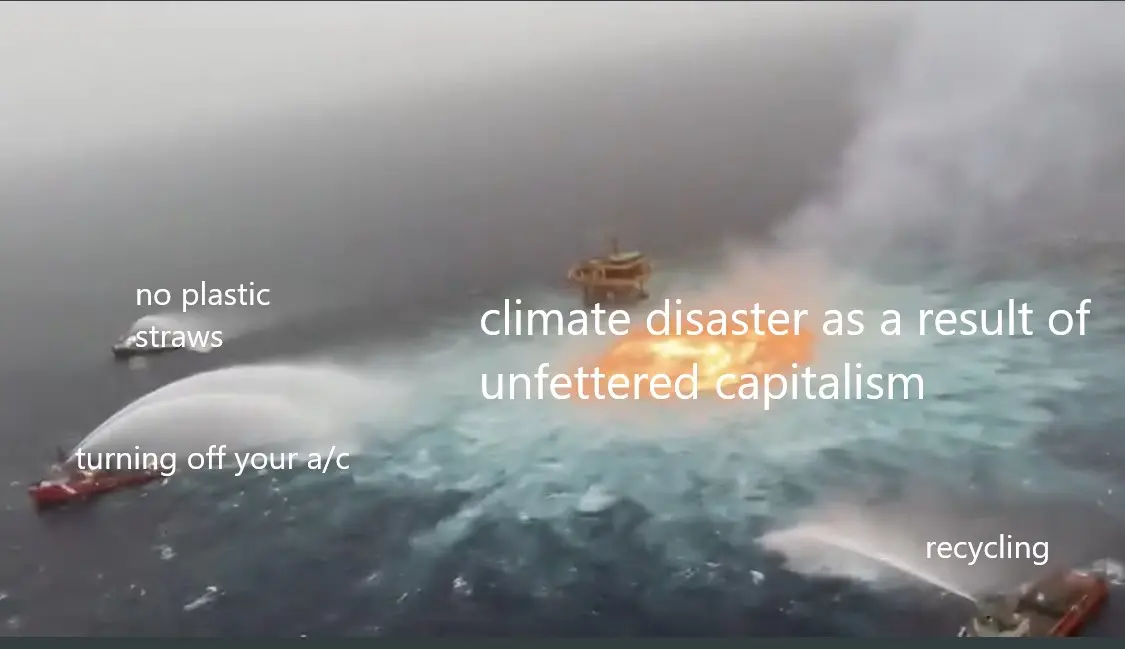 no plastic
straws
climate disaster as a result of
unfettered capitalism
turning off your a/c
recycling